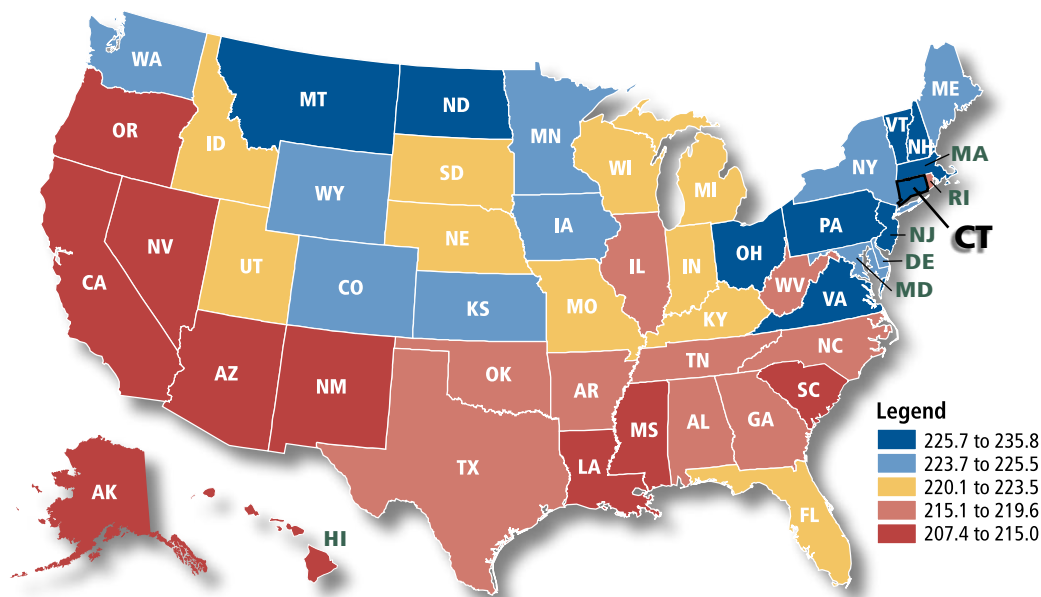 WA
MT
ND
MN
ME
VT
NH
OR
ID
WY
SD
WI
MI
NY
MA
RI
CT
NV
UT
CO
NE
IA
IL
IN
OH
PA
NJ
DE
MD
CA
KS
MO
KY
WV
VA
AZ
NM
OK
AR
TN
NC
SC
TX
LA
MS
AL
GA
FL
AK
HI
Legend
225.7 to 235.8
223.7 to 225.5
220.1 to 223.5
215.1 to 219.6
207.4 to 215.0